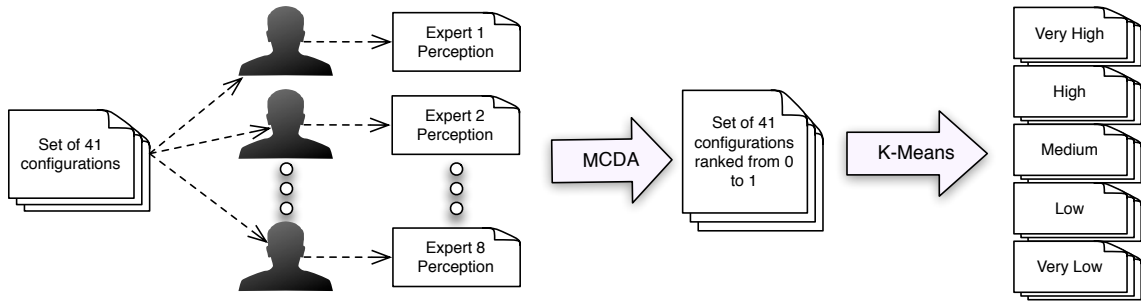 Set of 41
configurations
Expert 1
Perception
Expert 2
Perception
Expert 8
Perception
MCDA
Set of 41
configurations
ranked from 0
to 1
K-Means
Very High
High
Medium
Low
Very Low